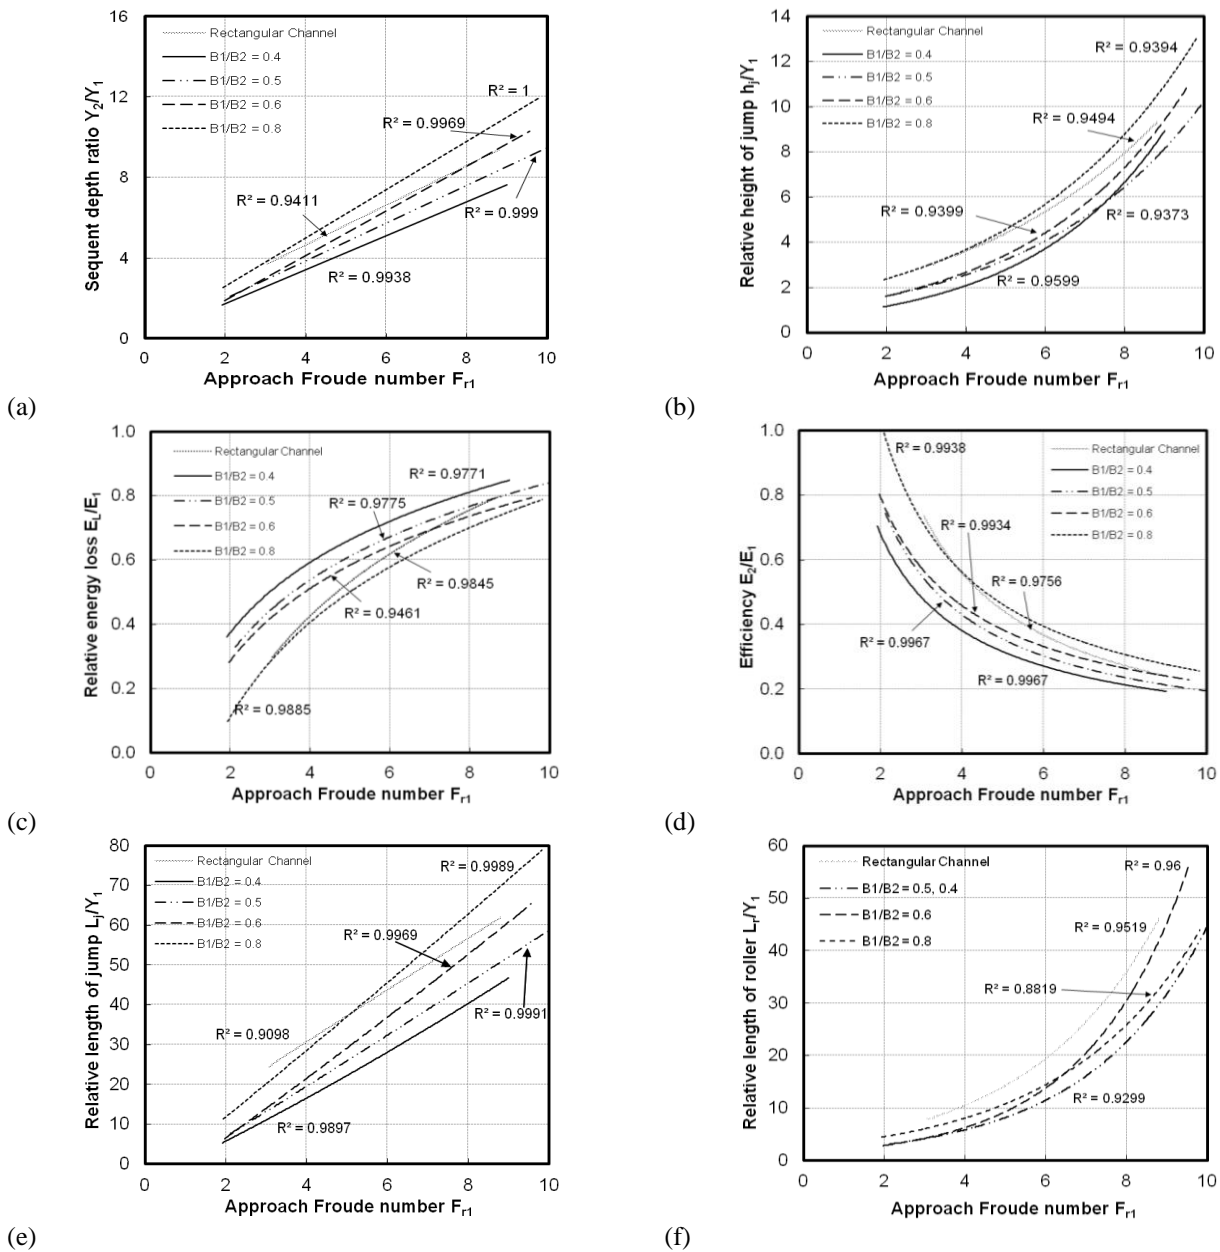 16
12
8
4
0
0 2 4 6 8 10
Sequent depth ratio Y2/Y1
Approach Froude number Fr1
Rectangular Channel
B1/B2 = 0.4
B1/B2 = 0.5
B1/B2 = 0.6
B1/B2 = 0.8
R² = 1
R² = 0.9969
R² = 0.9411
R² = 0.999
R² = 0.9938
(a)
14
12
10
8
6
4
2
0
0 2 4 6 8 10
Relative height of jump hj/Y1
Approach Froude number Fr1
Rectangular Channel
B1/B2 = 0.4
B1/B2 = 0.5
B1/B2 = 0.6
B1/B2 = 0.8
R² = 0.9394
R² = 0.9494
R² = 0.9399
R² = 0.9373
R² = 0.9599
(b)
1.0
0.8
0.6
0.4
0.2
0.0
0 2 4 6 8 10
Relative energy loss EL/E1
Approach Froude number Fr1
Rectangular Channel
B1/B2 = 0.4
B1/B2 = 0.5
B1/B2 = 0.6
B1/B2 = 0.8
R² = 0.9771
R² = 0.9775
R² = 0.9845
R² = 0.9461
R² = 0.9885
(c)
1.0
0.8
0.6
0.4
0.2
0.0
0 2 4 6 8 10
Efficiency E2/E1
Approach Froude number Fr1
Rectangular Channel
B1/B2 = 0.4
B1/B2 = 0.5
B1/B2 = 0.6
B1/B2 = 0.8
R² = 0.9938
R² = 0.9934
R² = 0.9756
R² = 0.9967
R² = 0.9967
(d)
80
70
60
50
40
30
20
10
0
0 2 4 6 8 10
Relative length of jump Lj/Y1
Approach Froude number Fr1
Rectangular Channel
B1/B2 = 0.4
B1/B2 = 0.5
B1/B2 = 0.6
B1/B2 = 0.8
R² = 0.9989
R² = 0.9969
R² = 0.9991
R² = 0.9098
R² = 0.9897
(e)
60
50
40
30
20
10
0
0 2 4 6 8 10
Relative length of roller Lr/Y1
Approach Froude number Fr1
Rectangular Channel
B1/B2 = 0.5, 0.4
B1/B2 = 0.6
B1/B2 = 0.8
R² = 0.96
R² = 0.9519
R² = 0.8819
R² = 0.9299
(f)